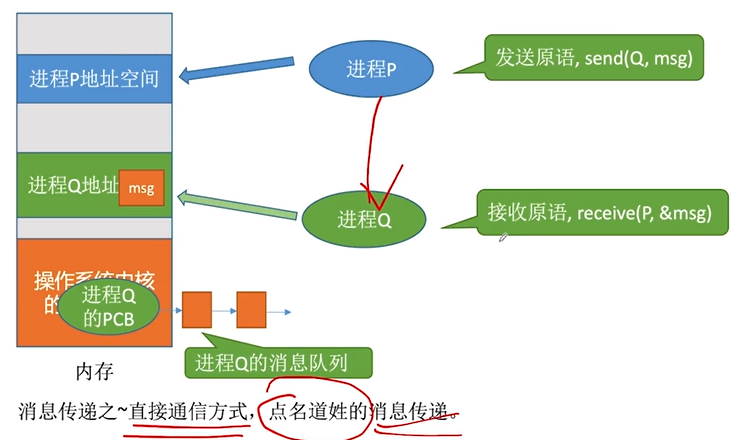 进程P地址空间
进程P
发送原语, send(Q, msg)
进程Q地址
msg
进程Q
接收原语, receive(P, &msg)
操作系统内核
的
进程Q
的PCB
进程Q的消息队列
内存
消息传递之~直接通信方式，点名道姓的消息传递。